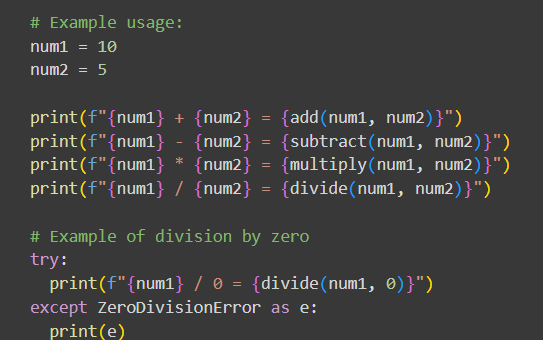 # Example usage:
num1 = 10
num2 = 5
print(f"{num1} + {num2} = {add(num1, num2)}")
print(f"{num1} - {num2} = {subtract(num1, num2)}")
print(f"{num1} * {num2} = {multiply(num1, num2)}")
print(f"{num1} / {num2} = {divide(num1, num2)}")
# Example of division by zero
try:
  print(f"{num1} / 0 = {divide(num1, 0)}")
except ZeroDivisionError as e:
  print(e)